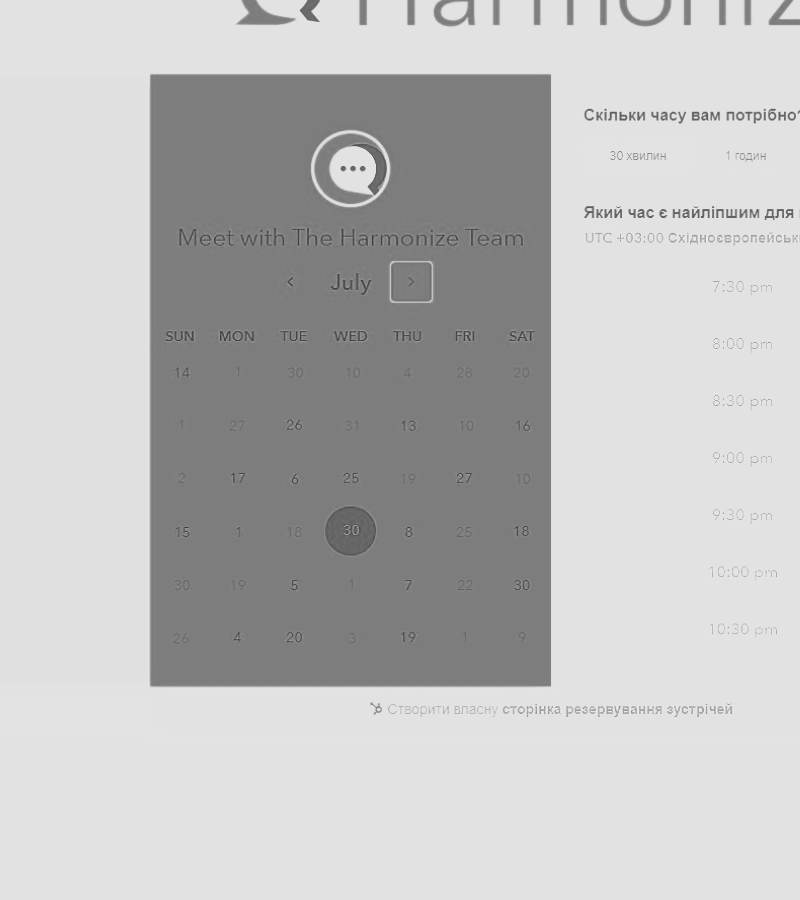 Harmoniz
Скільки часу вам потрібно?
30 хвилин 1 годин
Meet with The Harmonize Team
Який час є найліпшим для
UTC +03:00 Східноєвропейськ
July
SUN MON TUE WED THU FRI SAT
14 1 30 10 4 28 20
1 27 26 31 13 10 16
2 17 6 25 19 27 10
15 1 18 30 8 25 18
30 19 5 1 7 22 30
26 4 20 3 19 1 9
7:30 pm
8:00 pm
8:30 pm
9:00 pm
9:30 pm
10:00 pm
10:30 pm
Створити власну сторінка резервування зустрічей